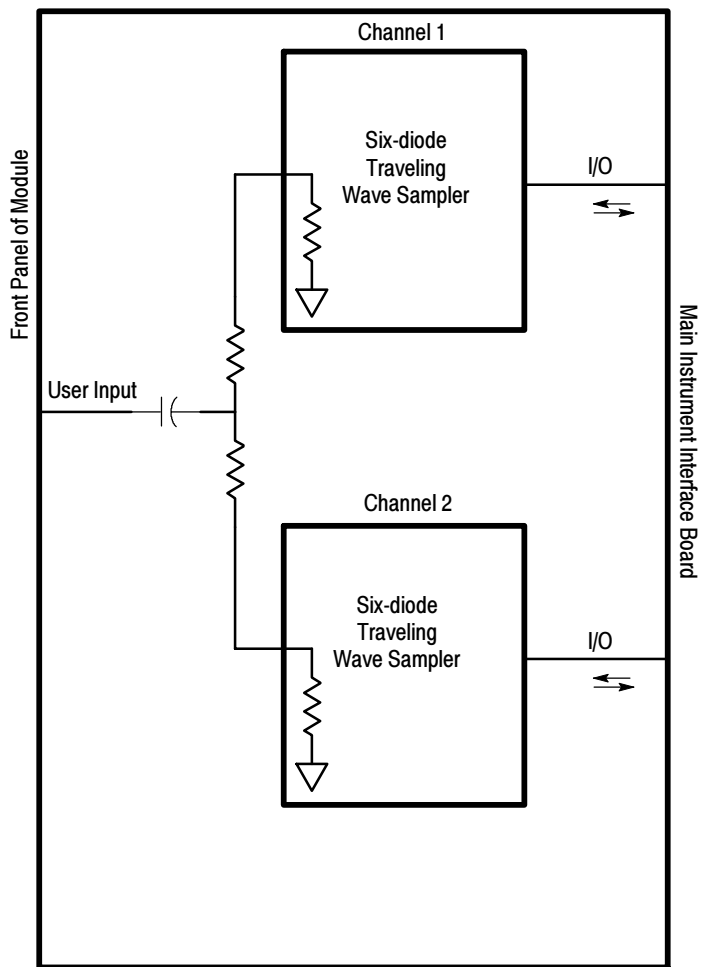 Channel 1
Six-diode
Traveling
Wave Sampler
I/O
Front Panel of Module
User Input
Main Instrument Interface Board
Channel 2
Six-diode
Traveling
Wave Sampler
I/O